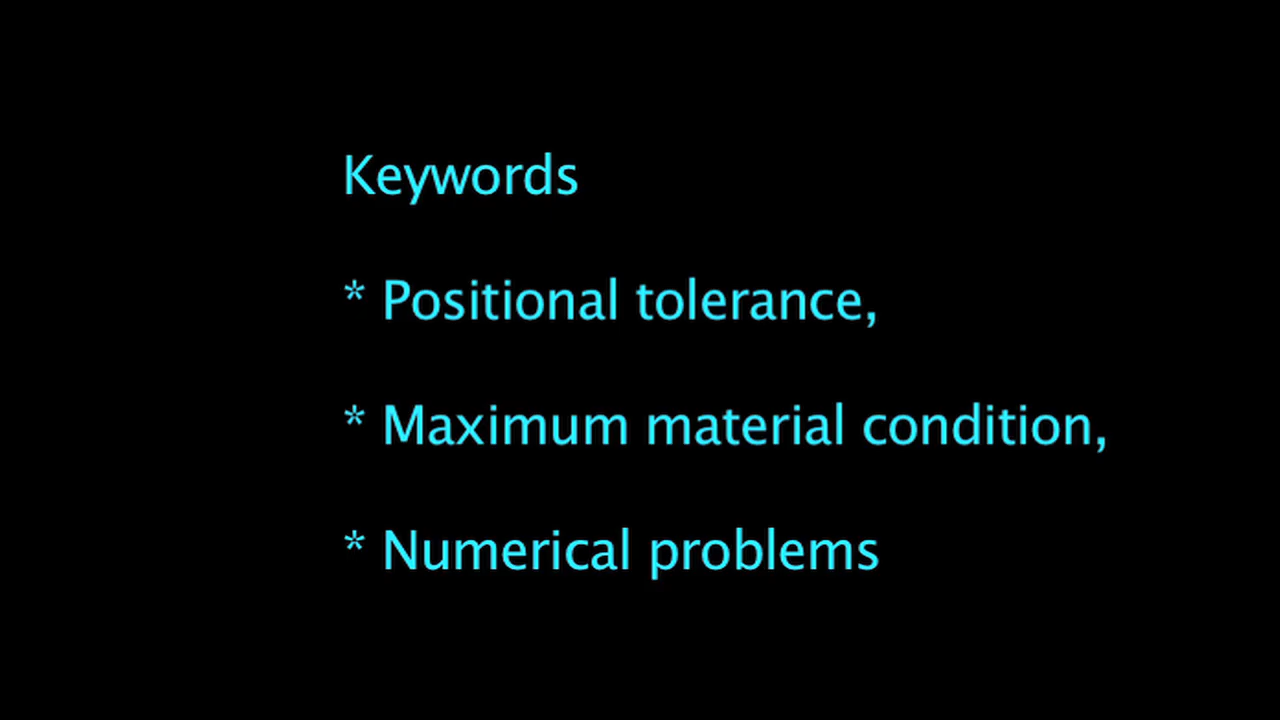 Keywords
* Positional tolerance,
* Maximum material condition,
* Numerical problems